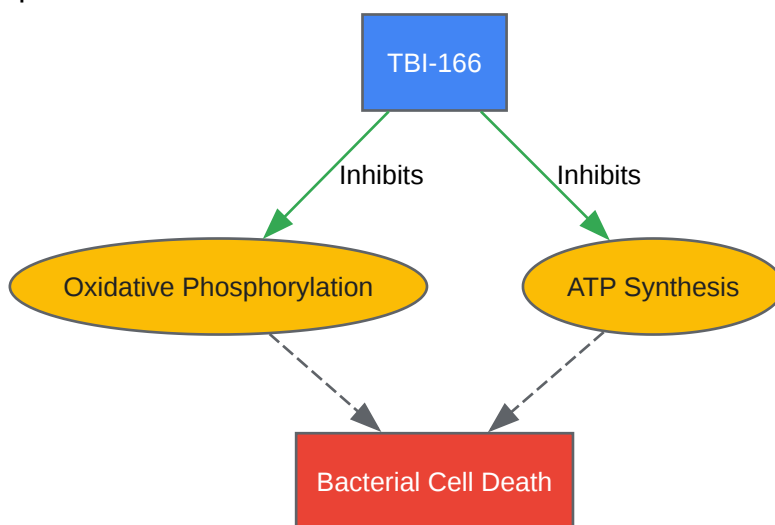 TBI-166
Inhibits
Inhibits
Oxidative Phosphorylation
ATP Synthesis
Bacterial Cell Death